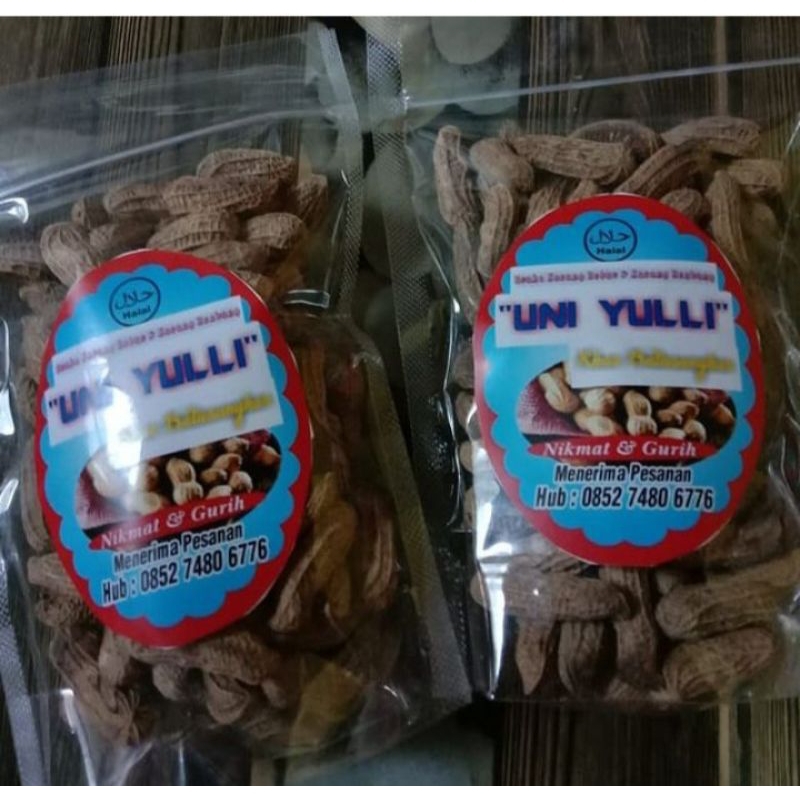 حلال
Halal
"UNI YULLI"
Nikmat & Gurih
Menerima Pesanan
Hub : 0852 7480 6776
حلال
Halal
"UNI YULLI"
Nikmat & Gurih
Menerima Pesanan
Hub : 0852 7480 6776